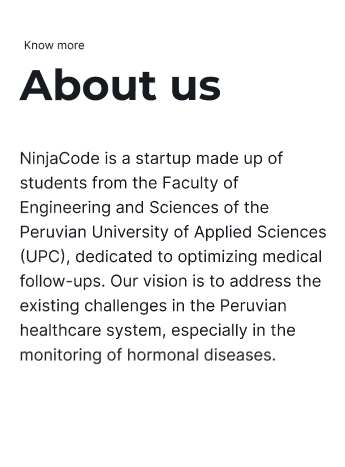 Know more
About us
NinjaCode is a startup made up of
students from the Faculty of
Engineering and Sciences of the
Peruvian University of Applied Sciences
(UPC), dedicated to optimizing medical
follow-ups. Our vision is to address the
existing challenges in the Peruvian
healthcare system, especially in the
monitoring of hormonal diseases.